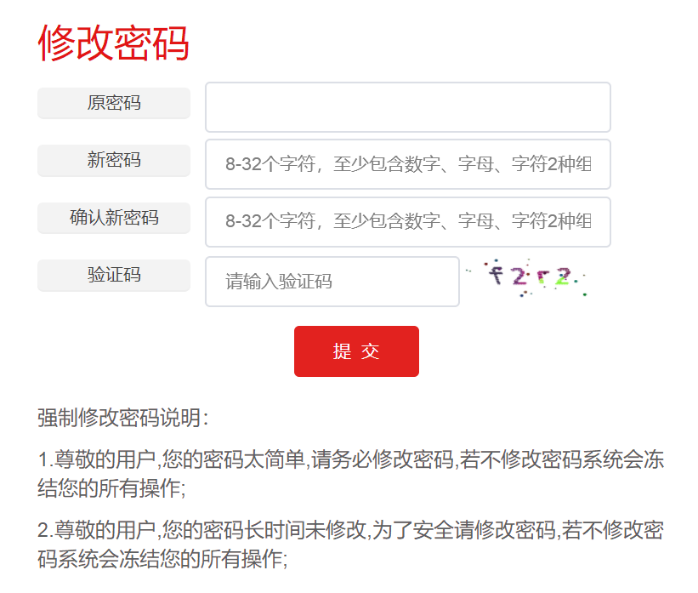 修改密码
原密码
新密码 8-32个字符，至少包含数字、字母、字符2种组
确认新密码 8-32个字符，至少包含数字、字母、字符2种组
验证码 请输入验证码 f2r2
提 交
强制修改密码说明：
1.尊敬的用户,您的密码太简单,请务必修改密码,若不修改密码系统会冻
结您的所有操作;
2.尊敬的用户,您的密码长时间未修改,为了安全请修改密码,若不修改密
码系统会冻结您的所有操作;